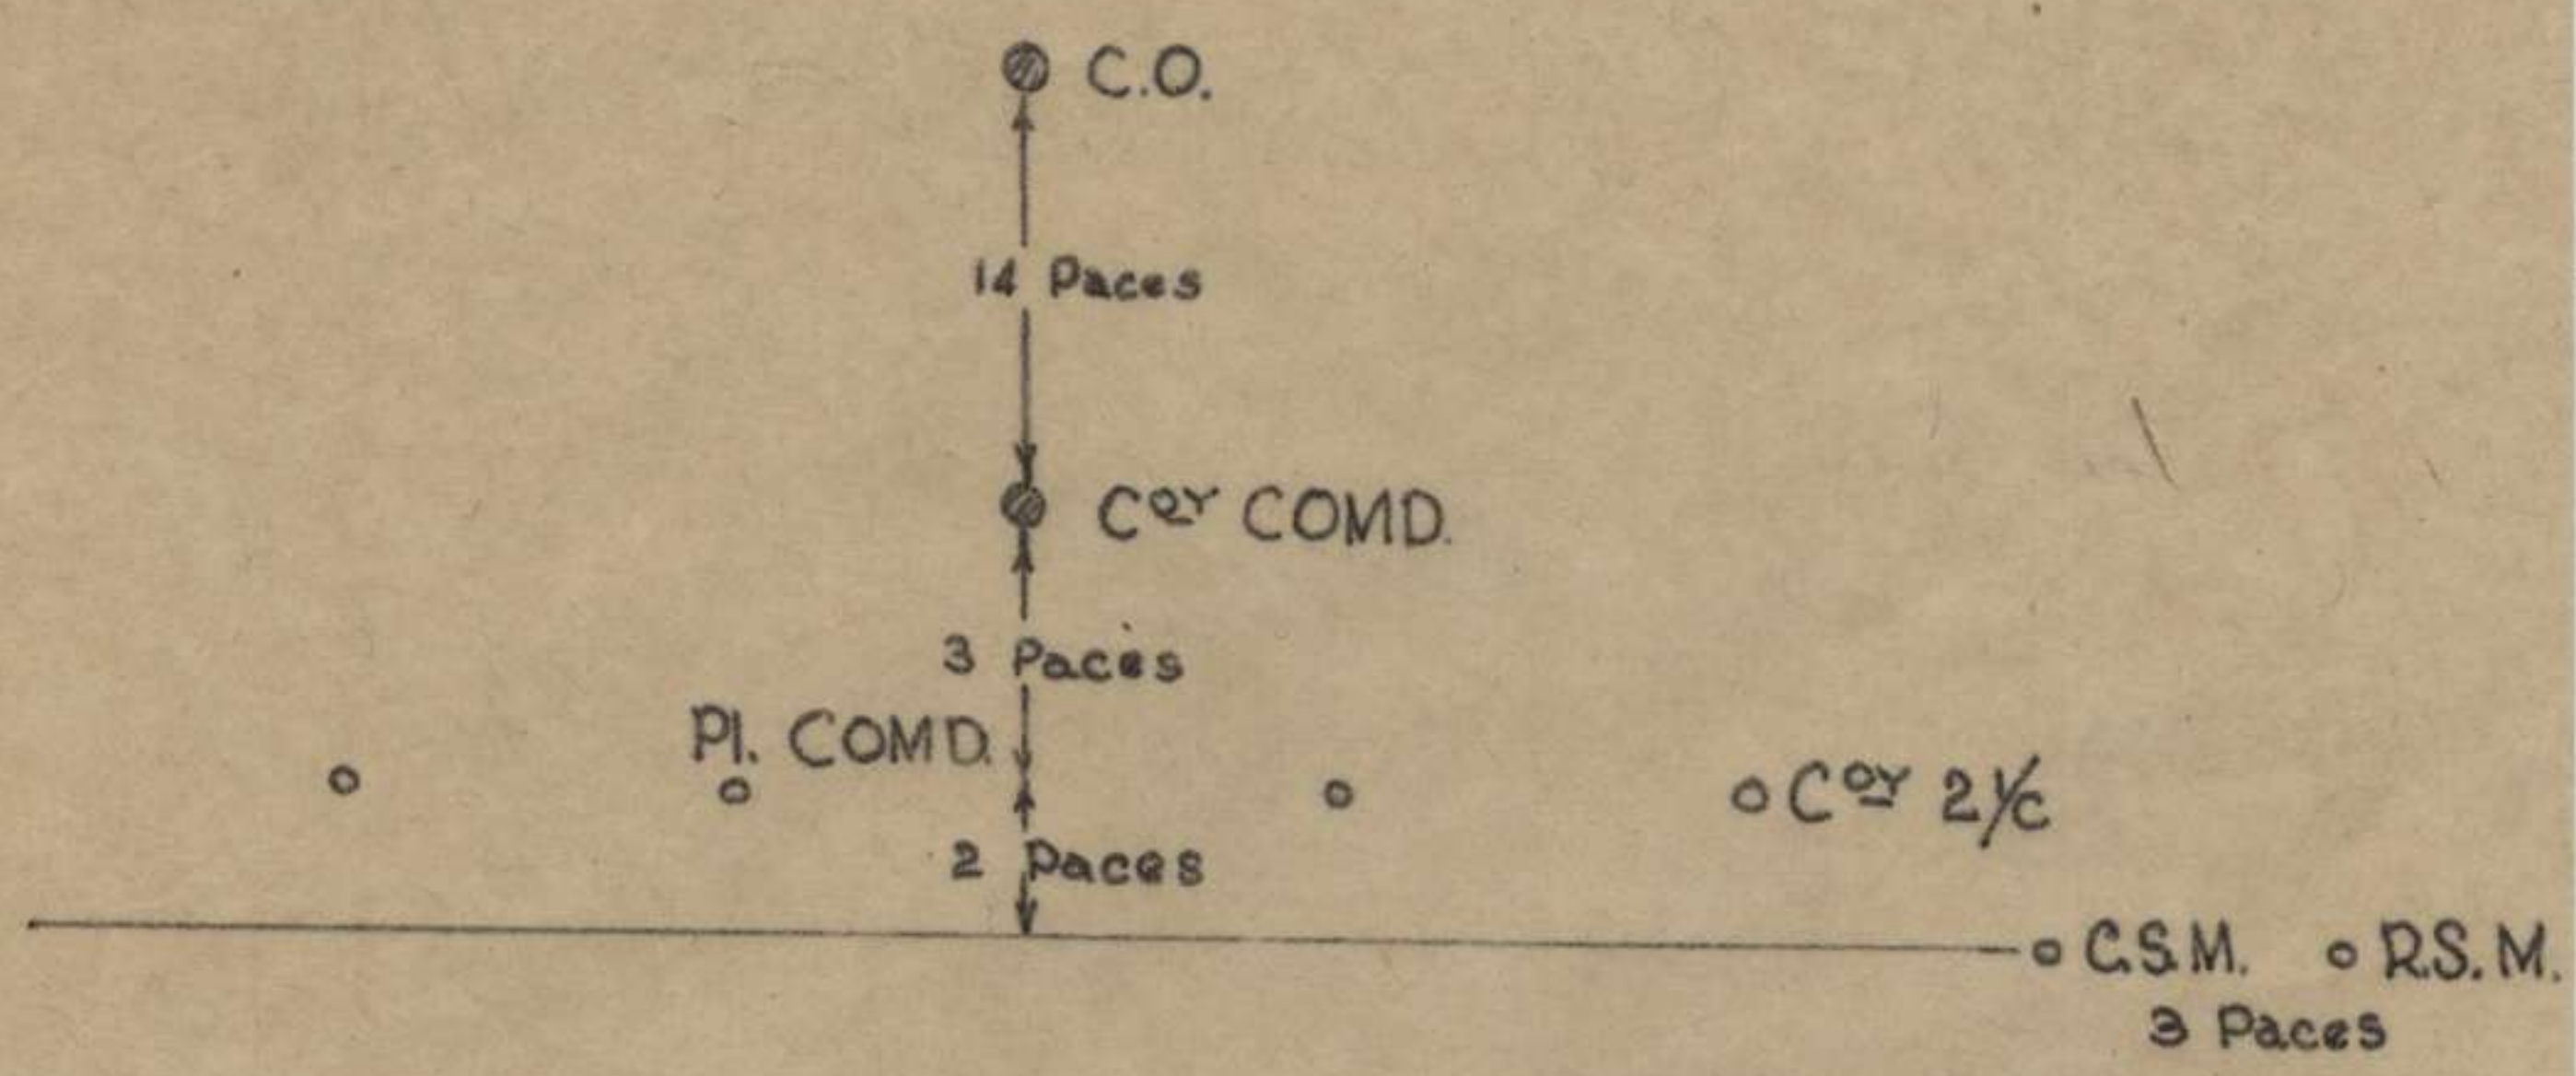 C.O.
14 Paces
Coy COMD.
3 Paces
Pl. COMD.
Coy 2 I/c
2 Paces
C.S.M. R.S.M.
3 Paces